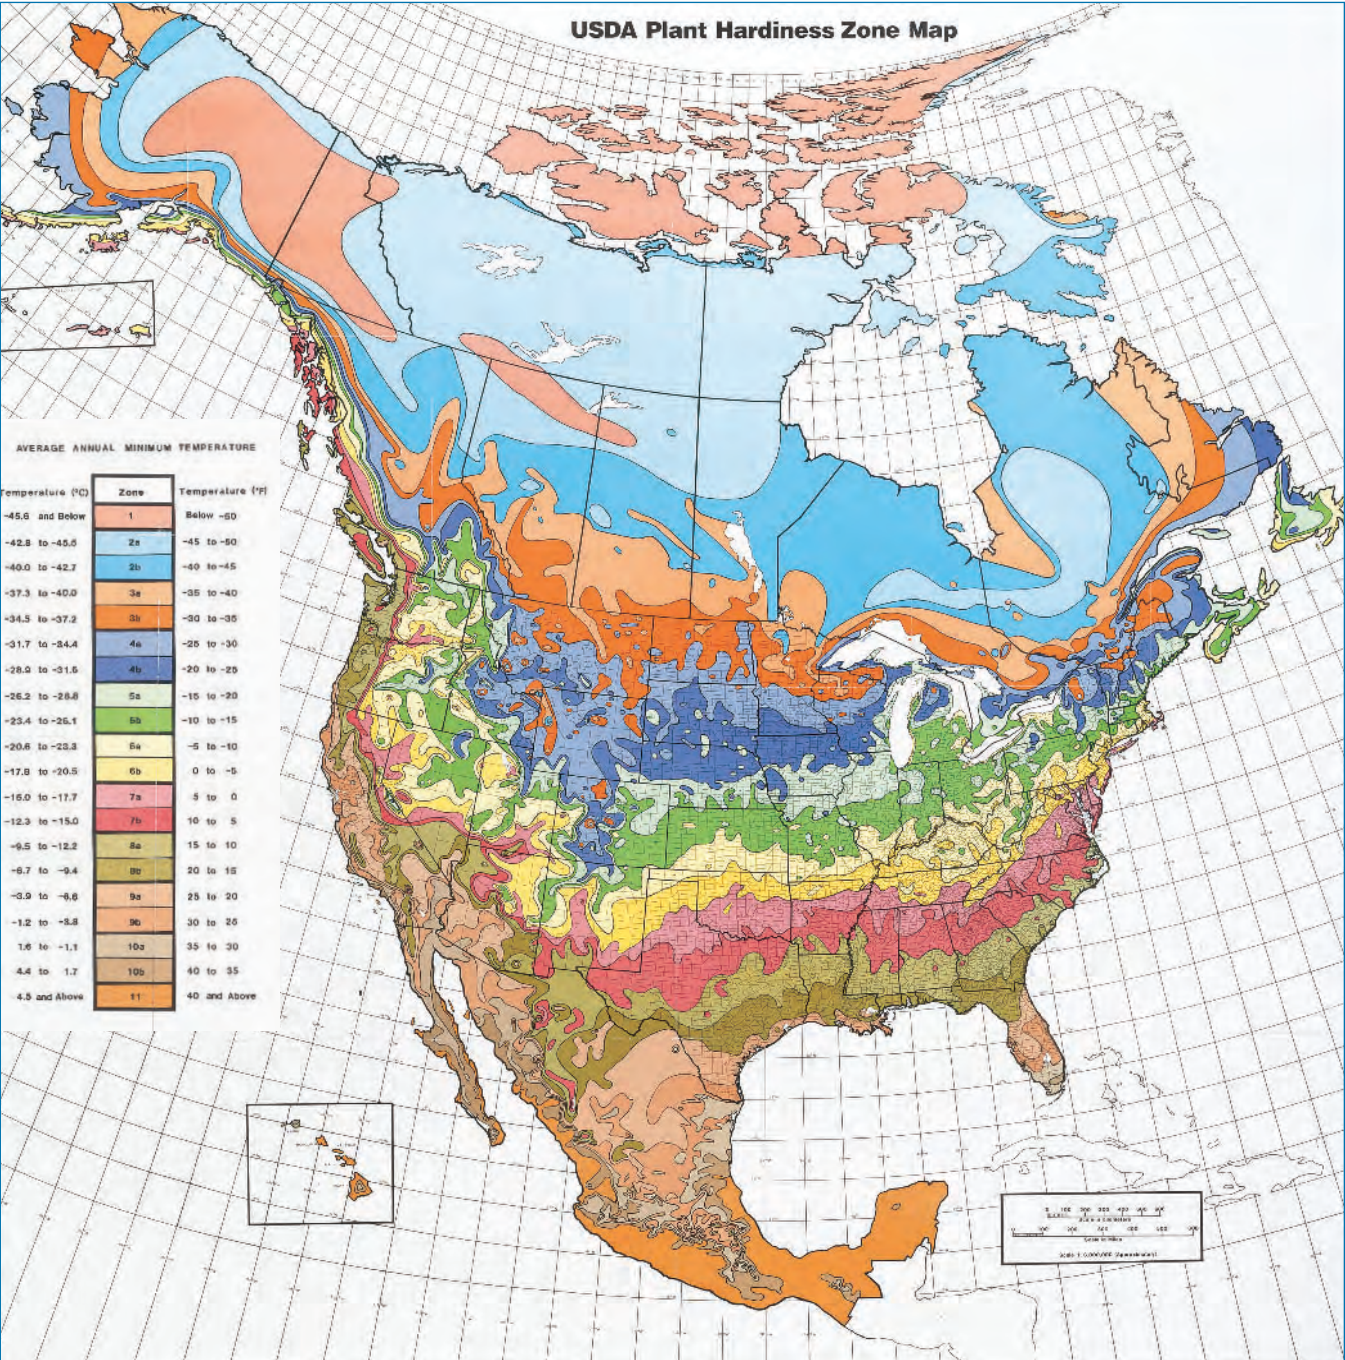 USDA Plant Hardiness Zone Map
AVERAGE ANNUAL MINIMUM TEMPERATURE
Temperature (°C) Zone Temperature (°F)
-45.6 and Below 1 Below -50
-42.8 to -45.5 2a -45 to -50
-40.0 to -42.7 2b -40 to -45
-37.3 to -40.0 3a -35 to -40
-34.5 to -37.2 3b -30 to -35
-31.7 to -34.4 4a -25 to -30
-28.9 to -31.6 4b -20 to -25
-26.2 to -28.8 5a -15 to -20
-23.4 to -26.1 5b -10 to -15
-20.6 to -23.3 6a -5 to -10
-17.8 to -20.5 6b 0 to -5
-15.0 to -17.7 7a 5 to 0
-12.3 to -15.0 7b 10 to 5
-9.5 to -12.2 8a 15 to 10
-6.7 to -9.4 8b 20 to 15
-3.9 to -6.6 9a 25 to 20
-1.2 to -3.8 9b 30 to 25
1.6 to -1.1 10a 35 to 30
4.4 to 1.7 10b 40 to 35
4.5 and Above 11 40 and Above
Scale in Kilometers
Scale in Miles